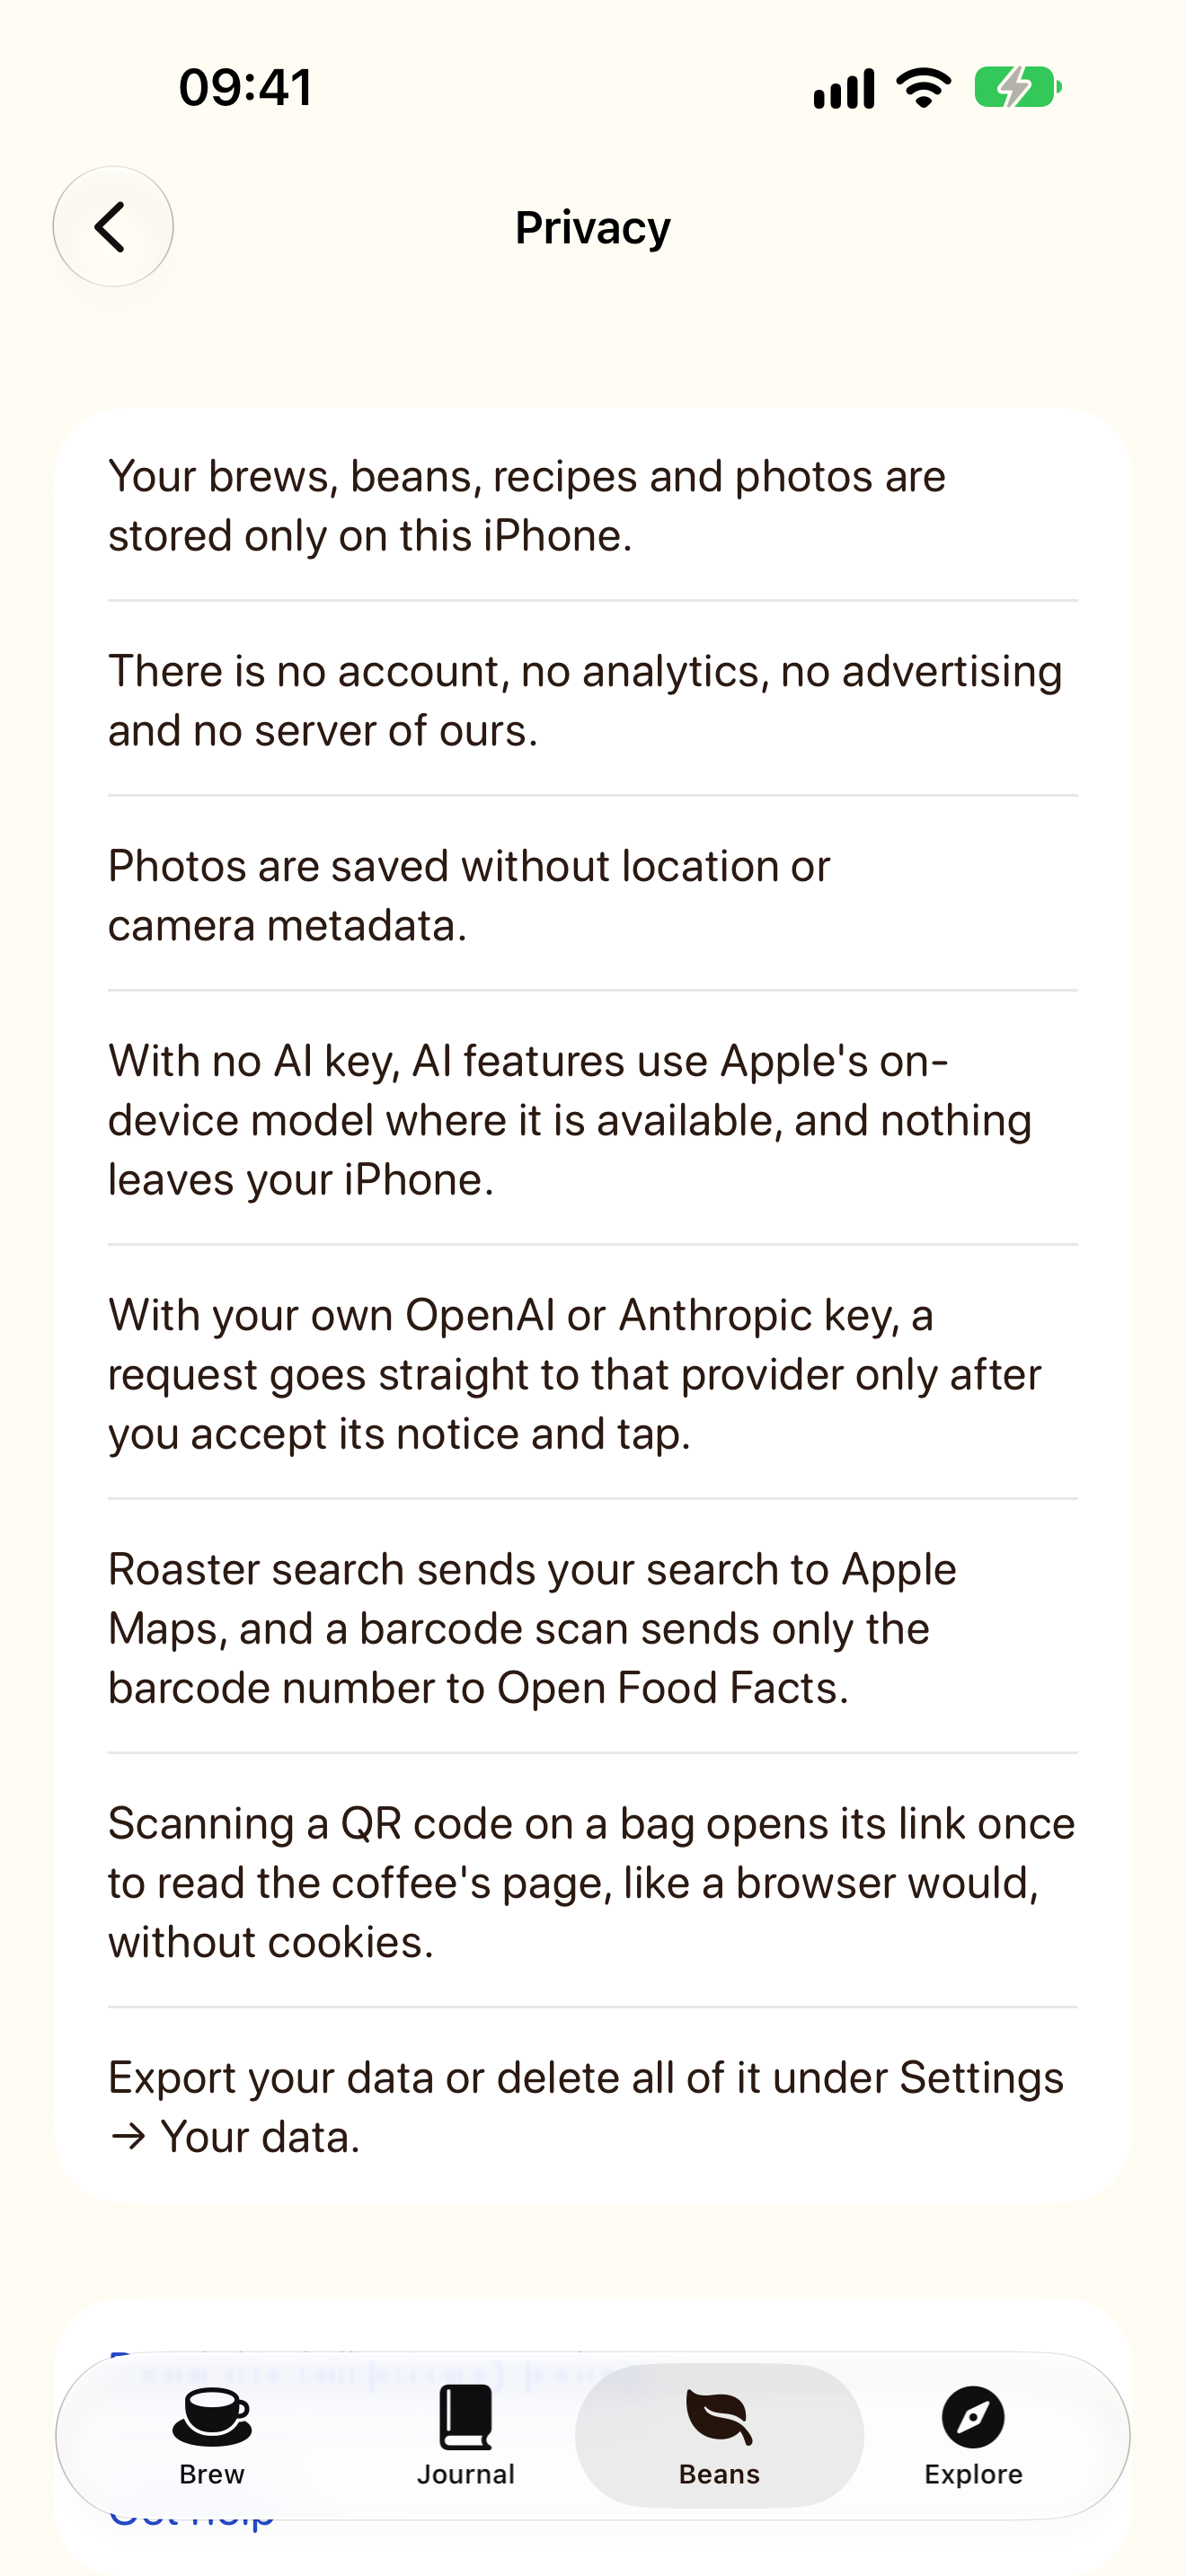 09:41
Privacy
Your brews, beans, recipes and photos are
stored only on this iPhone.
There is no account, no analytics, no advertising
and no server of ours.
Photos are saved without location or
camera metadata.
With no AI key, AI features use Apple's on-
device model where it is available, and nothing
leaves your iPhone.
With your own OpenAI or Anthropic key, a
request goes straight to that provider only after
you accept its notice and tap.
Roaster search sends your search to Apple
Maps, and a barcode scan sends only the
barcode number to Open Food Facts.
Scanning a QR code on a bag opens its link once
to read the coffee's page, like a browser would,
without cookies.
Export your data or delete all of it under Settings
→ Your data.
Brew
Journal
Beans
Explore
Get help